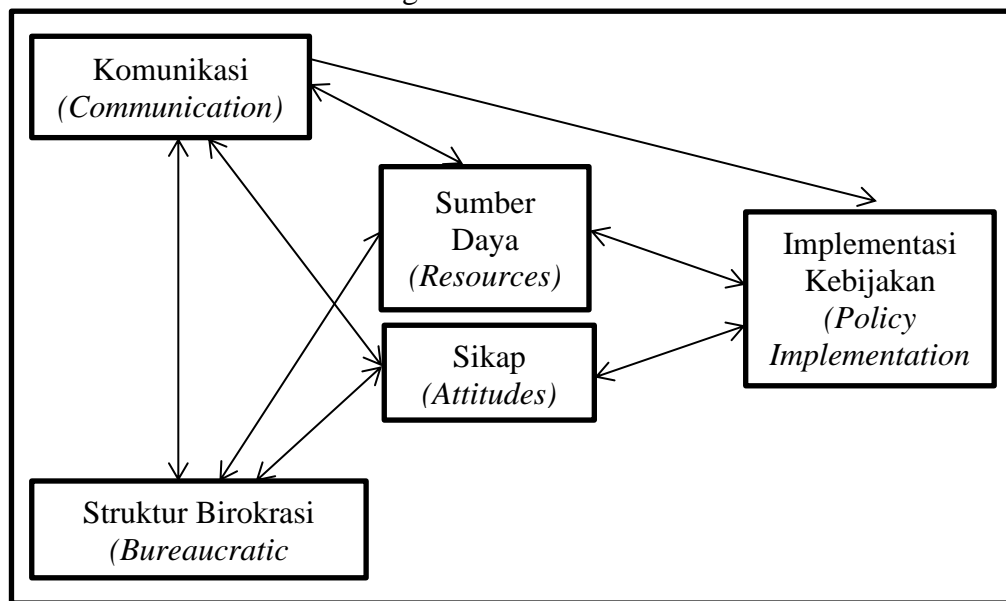 Komunikasi
(Communication)
Sumber
Daya
(Resources)
Implementasi
Kebijakan
(Policy
Implementation
Sikap
(Attitudes)
Struktur Birokrasi
(Bureaucratic